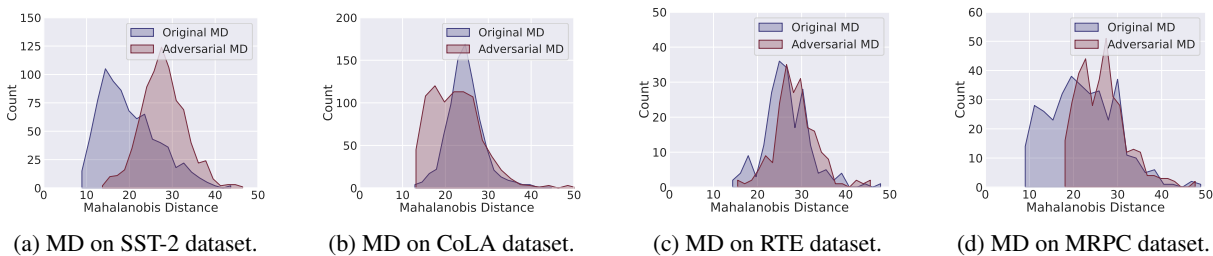 150
125
100
75
50
25
0
Count
0 10 20 30 40 50
Mahalanobis Distance
Original MD
Adversarial MD
(a) MD on SST-2 dataset.
200
150
100
50
0
Count
0 10 20 30 40 50
Mahalanobis Distance
Original MD
Adversarial MD
(b) MD on CoLA dataset.
50
40
30
20
10
0
Count
0 10 20 30 40 50
Mahalanobis Distance
Original MD
Adversarial MD
(c) MD on RTE dataset.
60
50
40
30
20
10
0
Count
0 10 20 30 40 50
Mahalanobis Distance
Original MD
Adversarial MD
(d) MD on MRPC dataset.